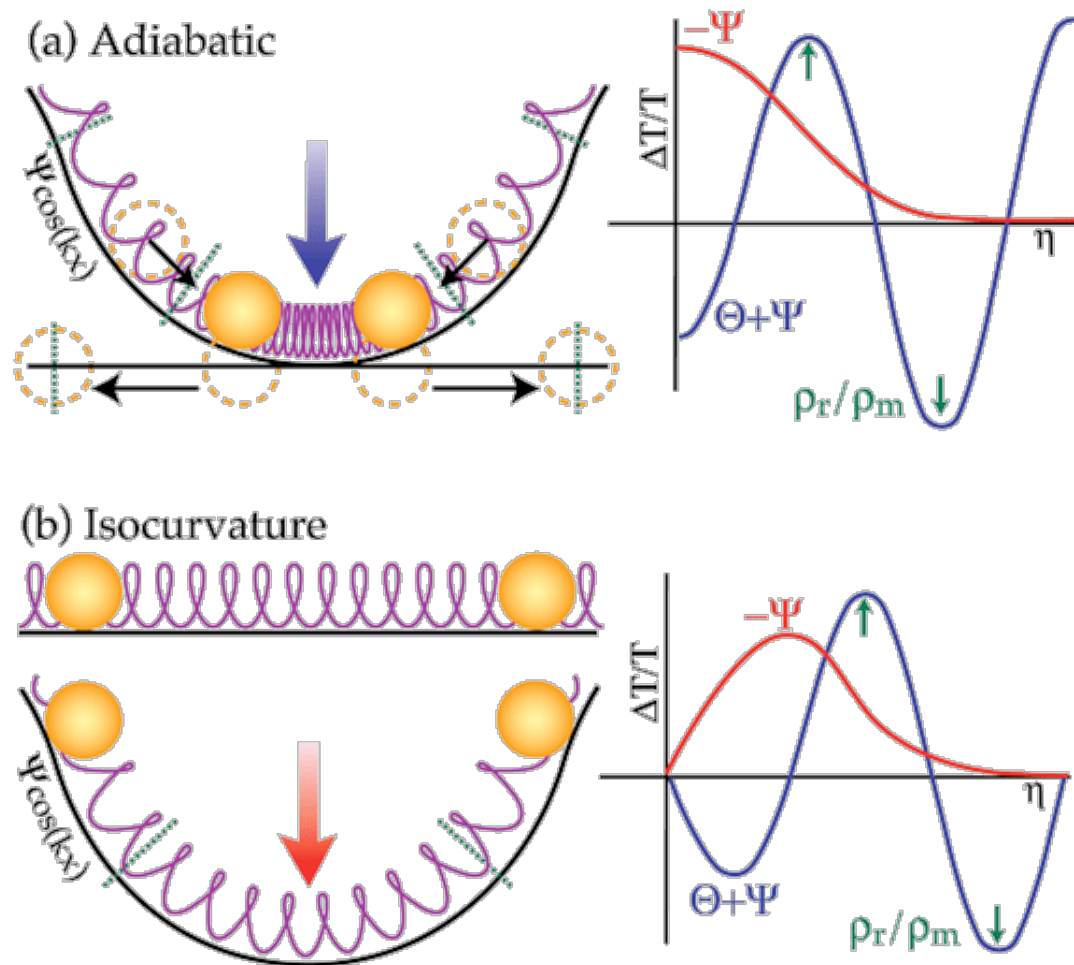 (a) Adiabatic
Ψcos(kx)
−Ψ
ΔT/T
η
Θ+Ψ
ρr/ρm
(b) Isocurvature
Ψcos(kx)
−Ψ
ΔT/T
η
Θ+Ψ
ρr/ρm